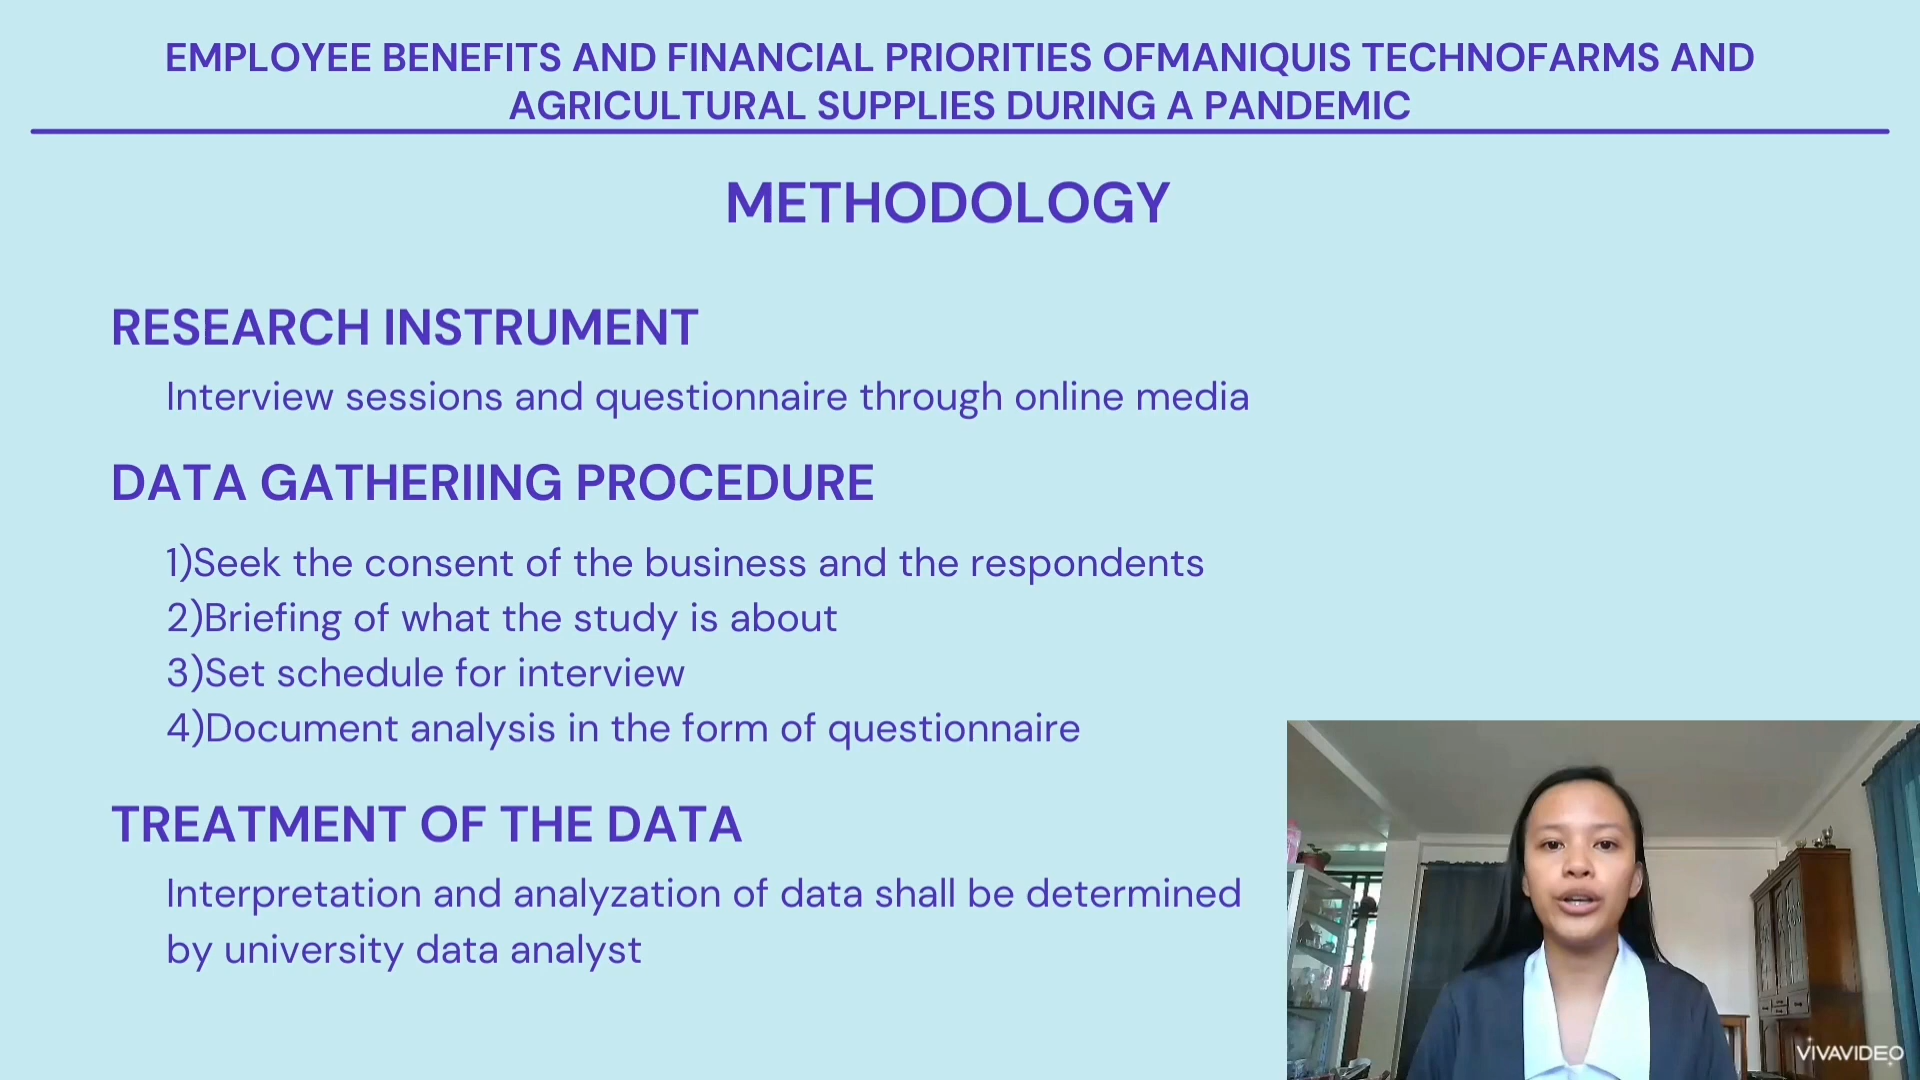 EMPLOYEE BENEFITS AND FINANCIAL PRIORITIES OFMANIQUIS TECHNOFARMS AND
AGRICULTURAL SUPPLIES DURING A PANDEMIC
METHODOLOGY
RESEARCH INSTRUMENT
Interview sessions and questionnaire through online media
DATA GATHERIING PROCEDURE
1)Seek the consent of the business and the respondents
2)Briefing of what the study is about
3)Set schedule for interview
4)Document analysis in the form of questionnaire
TREATMENT OF THE DATA
Interpretation and analyzation of data shall be determined
by university data analyst
VIVAVIDEO